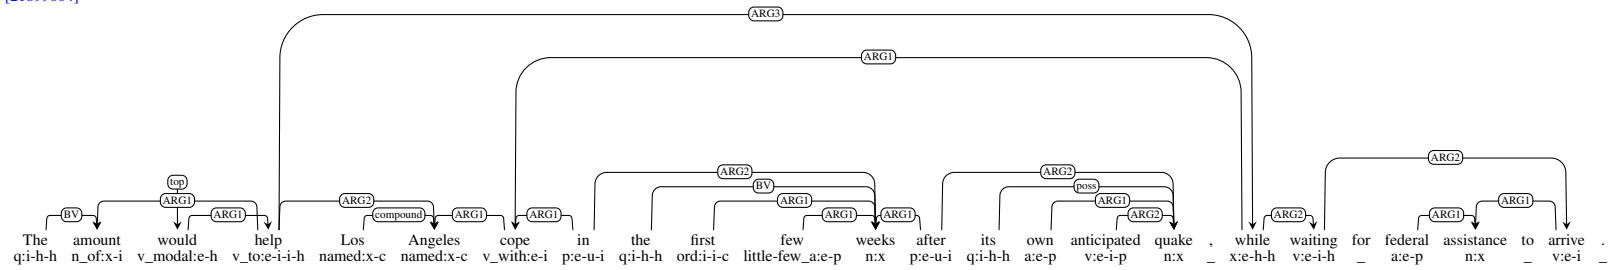 ARG3
ARG1
ARG2
ARG2 ARG2
top BV poss
ARG1 ARG2 ARG1 ARG1
BV ARG1 compound ARG1 ARG1 ARG1 ARG1 ARG2 ARG2 ARG1 ARG1
The amount would help Los Angeles cope in the first few weeks after its own anticipated quake , while waiting for federal assistance to arrive .
q:i-h-h n_of:x-i v_modal:e-h v_to:e-i-i-h named:x-c named:x-c v_with:e-i p:e-u-i q:i-h-h ord:i-i-c little-few_a:e-p n:x p:e-u-i q:i-h-h a:e-p v:e-i-p n:x _ x:e-h-h v:e-i-h _ a:e-p n:x _ v:e-i _